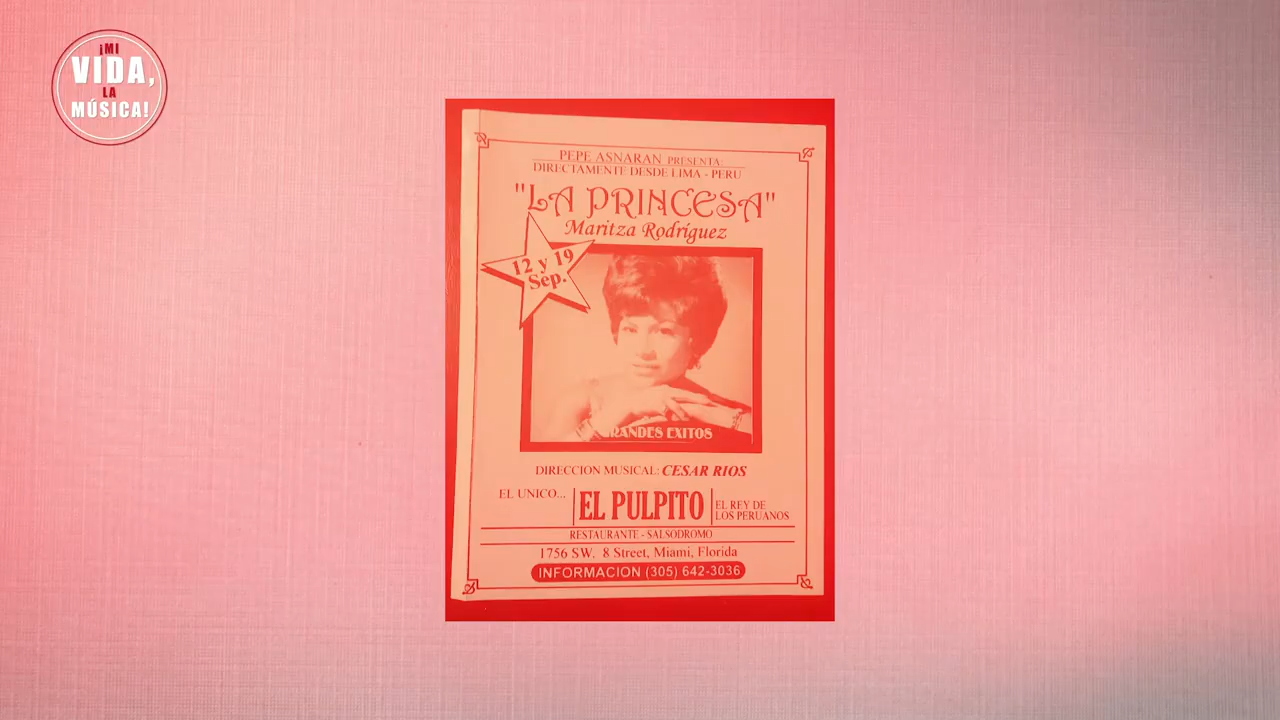 ¡MI
VIDA,
LA
MÚSICA!
PEPE ASNARAN PRESENTA:
DIRECTAMENTE DESDE LIMA - PERU
"LA PRINCESA"
Maritza Rodríguez
12 y 19
Sep.
GRANDES EXITOS
DIRECCION MUSICAL: CESAR RIOS
EL UNICO... EL PULPITO EL REY DE
LOS PERUANOS
RESTAURANTE - SALSODROMO
1756 SW. 8 Street, Miami, Florida
INFORMACION (305) 642-3036